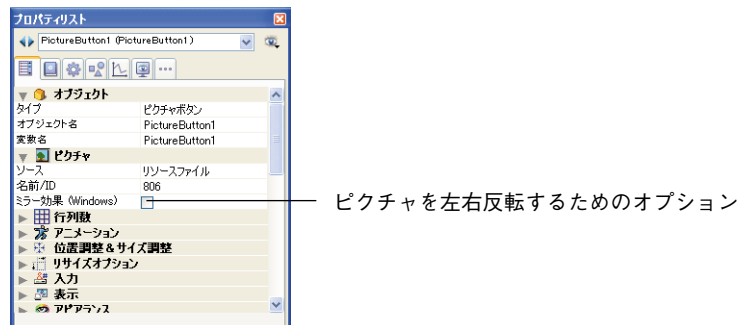 プロパティリスト
PictureButton1 (PictureButton1)
オブジェクト
タイプ ピクチャボタン
オブジェクト名 PictureButton1
変数名 PictureButton1
ピクチャ
ソース リソースファイル
名前/ID 806
ミラー効果 (Windows)
ピクチャを左右反転するためのオプション
行列数
アニメーション
位置調整&サイズ調整
リサイズオプション
入力
表示
アピアランス